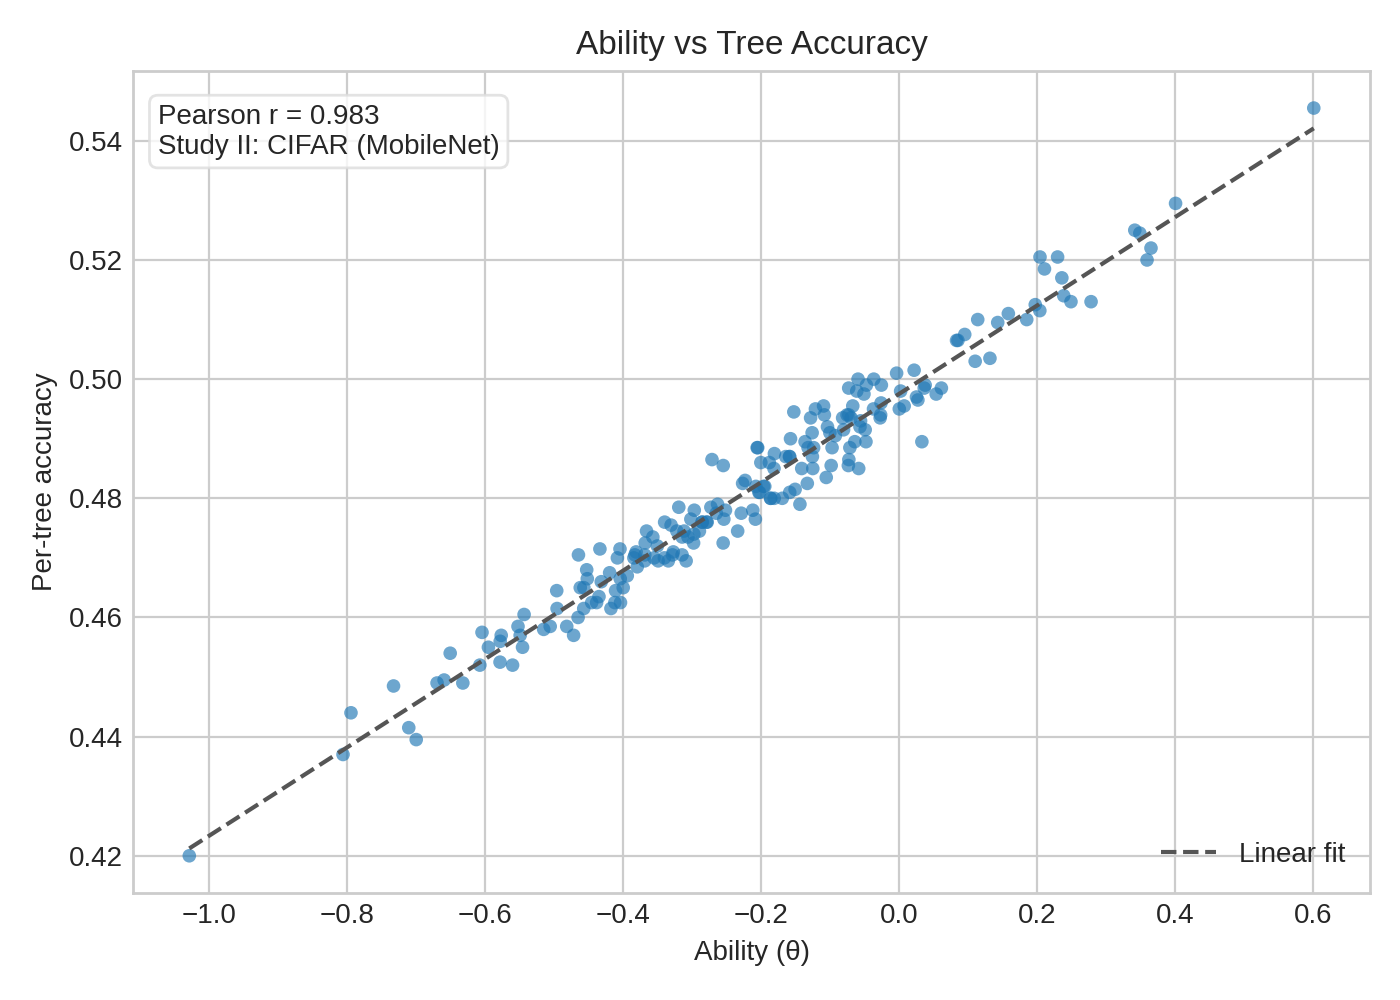 Ability vs Tree Accuracy
Pearson r = 0.983
Study II: CIFAR (MobileNet)
0.54
0.52
0.50
0.48
0.46
0.44
0.42
Per-tree accuracy
Linear fit
−1.0
−0.8
−0.6
−0.4
−0.2
0.0
0.2
0.4
0.6
Ability (θ)